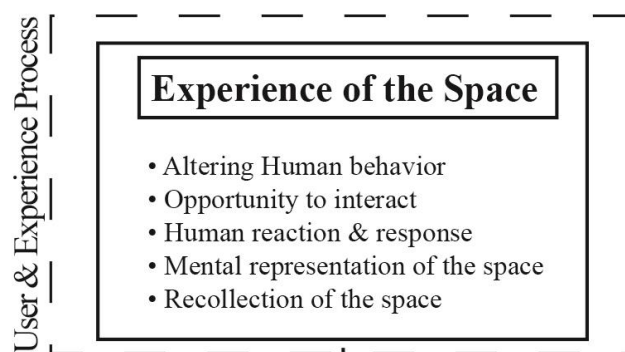 User & Experience Process
Experience of the Space
• Altering Human behavior
• Opportunity to interact
• Human reaction & response
• Mental representation of the space
• Recollection of the space